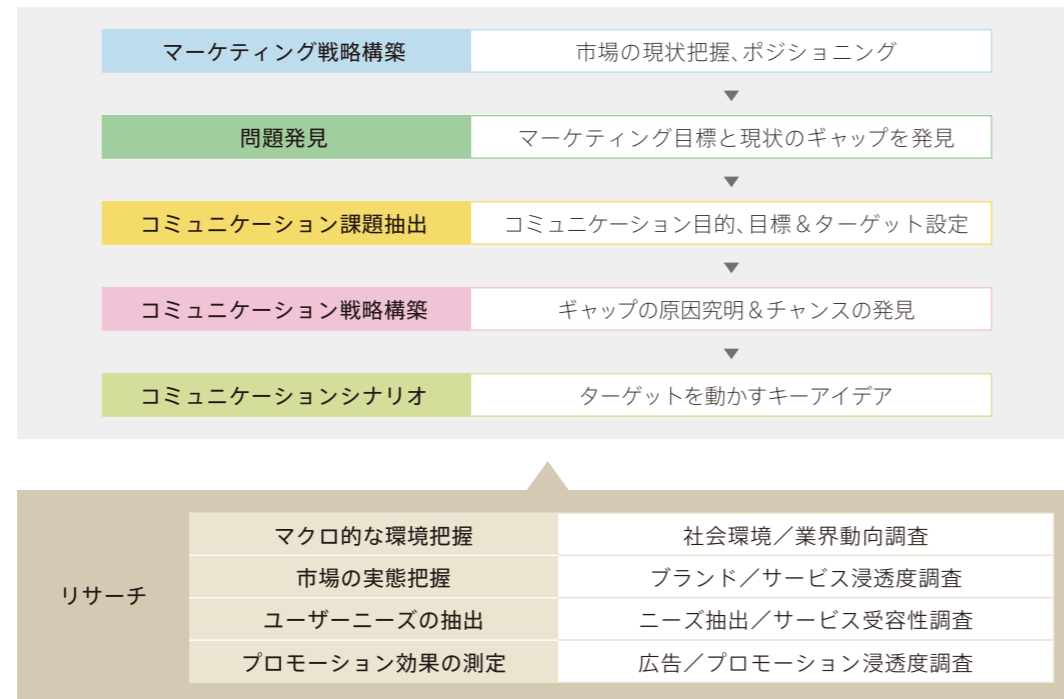 マーケティング戦略構築 市場の現状把握、ポジショニング
▼
問題発見 マーケティング目標と現状のギャップを発見
▼
コミュニケーション課題抽出 コミュニケーション目的、目標&ターゲット設定
▼
コミュニケーション戦略構築 ギャップの原因究明&チャンスの発見
▼
コミュニケーションシナリオ ターゲットを動かすキーアイデア
リサーチ
マクロ的な環境把握 社会環境/業界動向調査
市場の実態把握 ブランド/サービス浸透度調査
ユーザーニーズの抽出 ニーズ抽出/サービス受容性調査
プロモーション効果の測定 広告/プロモーション浸透度調査